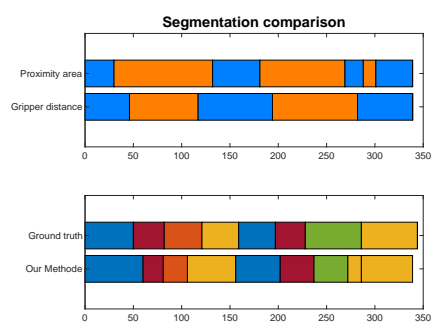 Segmentation comparison
Proximity area
Gripper distance
0 50 100 150 200 250 300 350
Ground truth
Our Methode
0 50 100 150 200 250 300 350